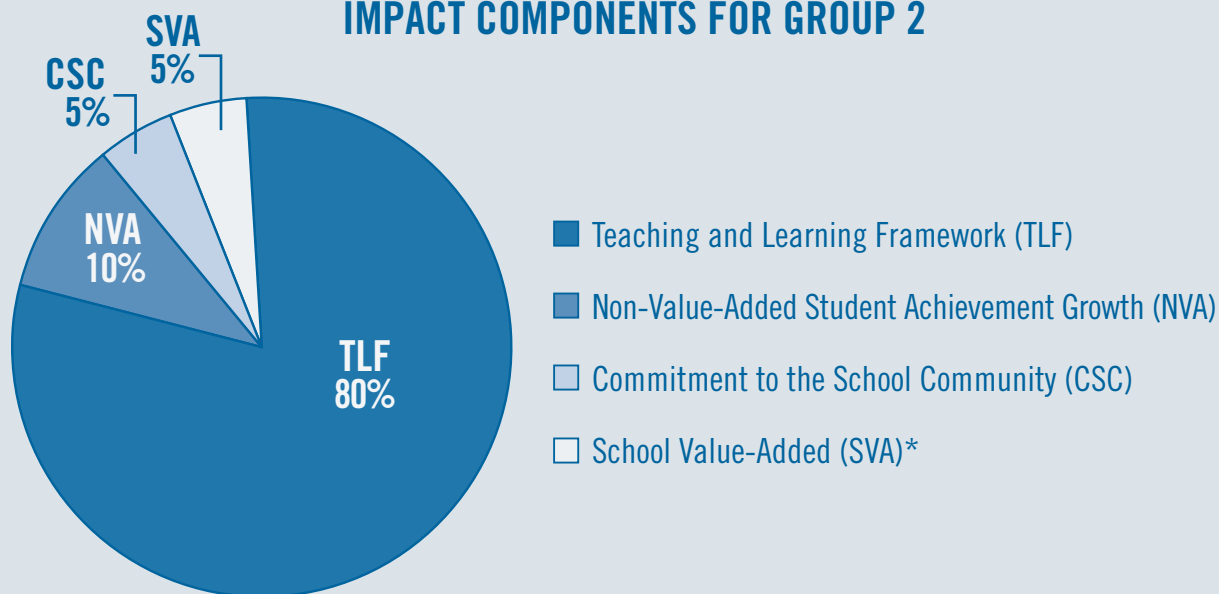 IMPACT COMPONENTS FOR GROUP 2
SVA
5%
CSC
5%
NVA
10%
TLF
80%
Teaching and Learning Framework (TLF)
Non-Value-Added Student Achievement Growth (NVA)
Commitment to the School Community (CSC)
School Value-Added (SVA)*